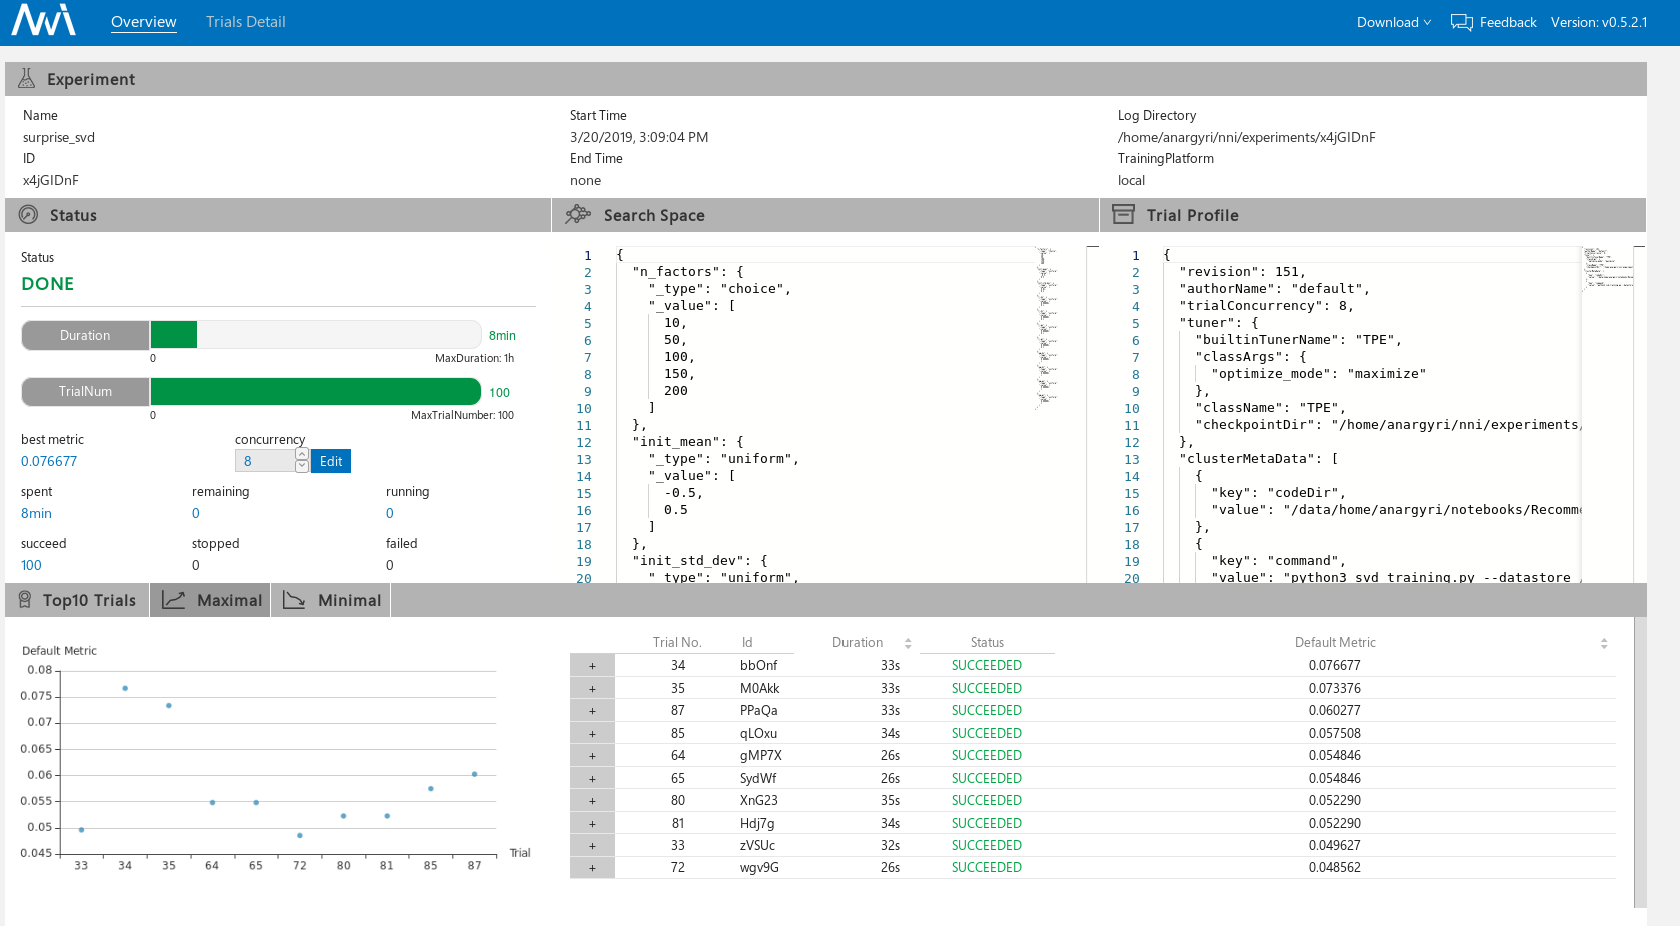 Overview Trials Detail Download Feedback Version: v0.5.2.1
Experiment
Name Start Time Log Directory
surprise_svd 3/20/2019, 3:09:04 PM /home/anargyri/nni/experiments/x4jGIDnF
ID End Time TrainingPlatform
x4jGIDnF none local
Status
Status
DONE
Duration 8min
0 MaxDuration: 1h
TrialNum 100
0 MaxTrialNumber: 100
best metric concurrency
0.076677 8 Edit
spent remaining running
8min 0 0
succeed stopped failed
100 0 0
Search Space
1 {
2 "n_factors": {
3 "_type": "choice",
4 "_value": [
5 10,
6 50,
7 100,
8 150,
9 200
10 ]
11 },
12 "init_mean": {
13 "_type": "uniform",
14 "_value": [
15 -0.5,
16 0.5
17 ]
18 },
19 "init_std_dev": {
20 "_type": "uniform",
Trial Profile
1 {
2 "revision": 151,
3 "authorName": "default",
4 "trialConcurrency": 8,
5 "tuner": {
6 "builtinTunerName": "TPE",
7 "classArgs": {
8 "optimize_mode": "maximize"
9 },
10 "className": "TPE",
11 "checkpointDir": "/home/anargyri/nni/experiments/
12 },
13 "clusterMetaData": [
14 {
15 "key": "codeDir",
16 "value": "/data/home/anargyri/notebooks/Recomm
17 },
18 {
19 "key": "command",
20 "value": "python3 svd_training.py --datastore /
Top10 Trials Maximal Minimal
Default Metric
0.08
0.075
0.07
0.065
0.06
0.055
0.05
0.045
33 34 35 64 65 72 80 81 85 87
Trial
Trial No. Id Duration Status Default Metric
+ 34 bbOnf 33s SUCCEEDED 0.076677
+ 35 M0Akk 33s SUCCEEDED 0.073376
+ 87 PPaQa 33s SUCCEEDED 0.060277
+ 85 qLOxu 34s SUCCEEDED 0.057508
+ 64 gMP7X 26s SUCCEEDED 0.054846
+ 65 SydWf 26s SUCCEEDED 0.054846
+ 80 XnG23 35s SUCCEEDED 0.052290
+ 81 Hdj7g 34s SUCCEEDED 0.052290
+ 33 zVSUc 32s SUCCEEDED 0.049627
+ 72 wgv9G 26s SUCCEEDED 0.048562